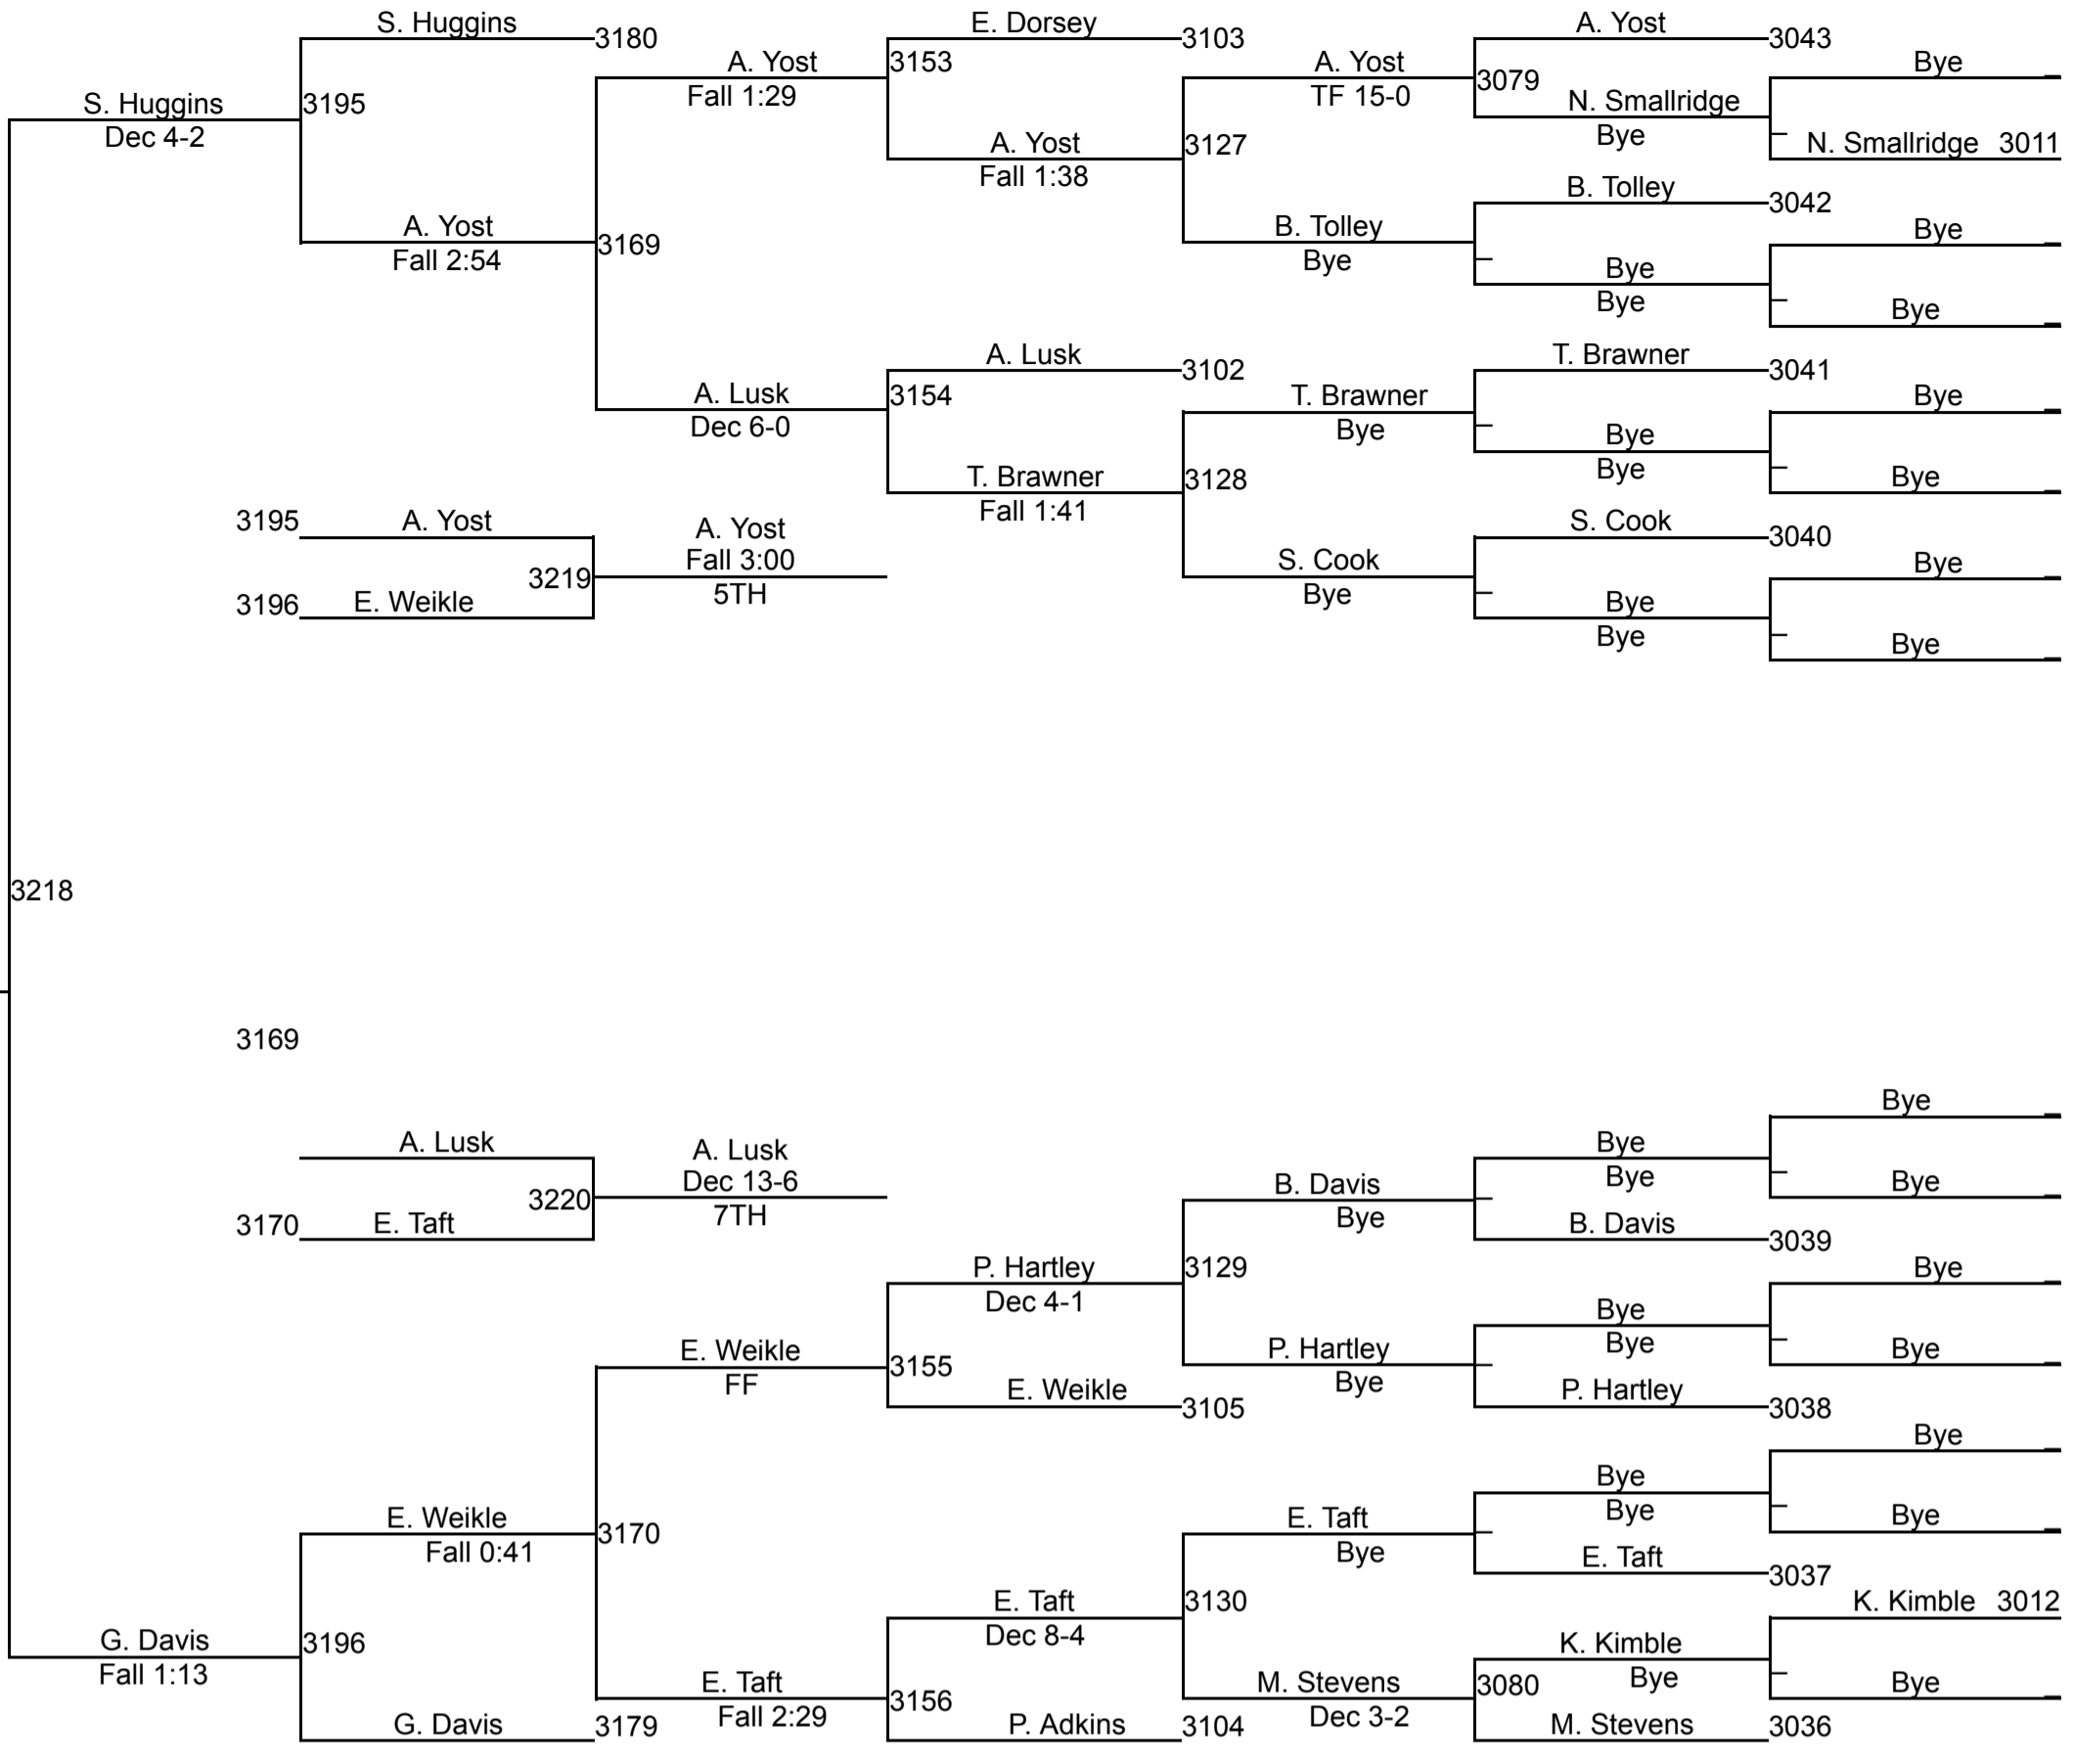 S. Huggins
3180
E. Dorsey
3103
A. Yost
3043
A. Yost
3153
A. Yost
Bye
Fall 1:29
TF 15-0
3079
N. Smallridge
S. Huggins
3195
Bye
Dec 4-2
A. Yost
3127
N. Smallridge 3011
Fall 1:38
B. Tolley
3042
A. Yost
B. Tolley
Bye
Fall 2:54
3169
Bye
Bye
Bye
Bye
A. Lusk
3102
T. Brawner
3041
A. Lusk
3154
T. Brawner
Bye
Dec 6-0
Bye
Bye
Bye
T. Brawner
3128
Bye
Fall 1:41
3195
A. Yost
A. Yost
S. Cook
3040
Fall 3:00
S. Cook
Bye
3219
5TH
Bye
3196
E. Weikle
Bye
Bye
Bye
3218
3169
Bye
A. Lusk
A. Lusk
Bye
Dec 13-6
B. Davis
Bye
Bye
3220
7TH
Bye
3170
E. Taft
B. Davis
3039
P. Hartley
3129
Bye
Dec 4-1
Bye
E. Weikle
P. Hartley
Bye
Bye
FF
3155
Bye
E. Weikle
3105
P. Hartley
3038
Bye
Bye
E. Weikle
3170
E. Taft
Bye
Bye
Fall 0:41
Bye
E. Taft
3037
E. Taft
3130
K. Kimble 3012
G. Davis
3196
Dec 8-4
K. Kimble
Fall 1:13
E. Taft
3156
M. Stevens
3080
Bye
Bye
Fall 2:29
Dec 3-2
G. Davis
3179
P. Adkins
3104
M. Stevens
3036